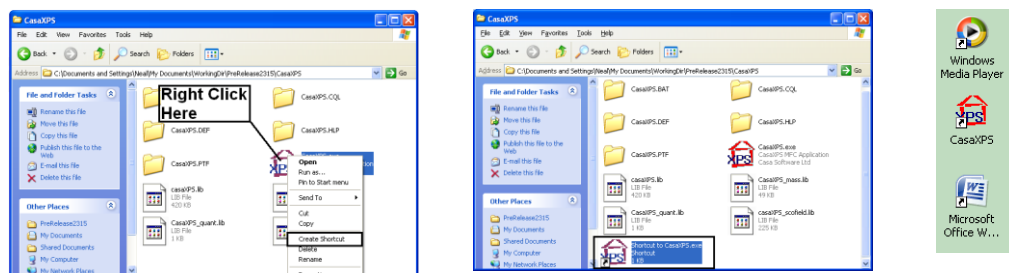 CasaXPS
File Edit View Favorites Tools Help
Back Search Folders
Address C:\Documents and Settings\Neal\My Documents\WorkingDir\PreRelease2315\CasaXPS Go
File and Folder Tasks
Rename this file
Move this file
Copy this file
Publish this file to the
Web
E-mail this file
Delete this file
Other Places
PreRelease2315
My Documents
Shared Documents
My Computer
My Network Places
Right Click
Here
CasaXPS.CQL
CasaXPS.DEF
CasaXPS.HLP
CasaXPS.PTF
XPS
casaXPS.lib
LIB File
420 KB
CasaXPS_quant.lib
LIB File
1 KB
Open
Run as...
Pin to Start menu
Send To
Cut
Copy
Create Shortcut
Delete
Rename
CasaXPS
File Edit View Favorites Tools Help
Back Search Folders
Address C:\Documents and Settings\Neal\My Documents\WorkingDir\PreRelease2315\CasaXPS Go
File and Folder Tasks
Rename this file
Move this file
Copy this file
Publish this file to the
Web
E-mail this file
Delete this file
Other Places
PreRelease2315
My Documents
Shared Documents
My Computer
My Network Places
CasaXPS.BAT
CasaXPS.CQL
CasaXPS.DEF
CasaXPS.HLP
CasaXPS.PTF
XPS
CasaXPS.exe
CasaXPS MFC Application
Casa Software Ltd
casaXPS.lib
LIB File
420 KB
CasaXPS_mass.lib
LIB File
49 KB
CasaXPS_quant.lib
LIB File
1 KB
casaXPS_scofield.lib
LIB File
225 KB
XPS
Shortcut to CasaXPS.exe
Shortcut
1 KB
Windows
Media Player
XPS
CasaXPS
W
Microsoft
Office W...